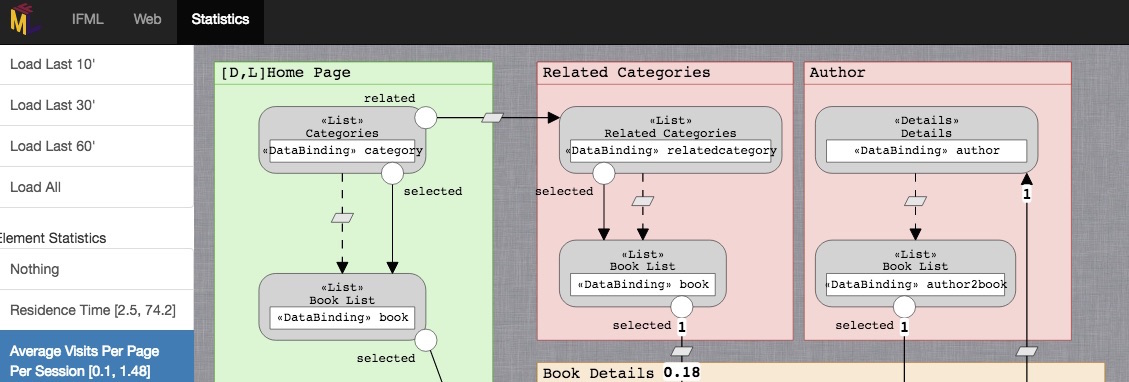 ML
IFML Web Statistics
Load Last 10'
Load Last 30'
Load Last 60'
Load All
Element Statistics
Nothing
Residence Time [2.5, 74.2]
Average Visits Per Page
Per Session [0.1, 1.48]
[D,L]Home Page
related
«List»
Categories
«DataBinding» category
selected
«List»
Book List
«DataBinding» book
selected
Related Categories
«List»
Related Categories
«DataBinding» relatedcategory
selected
«List»
Book List
«DataBinding» book
selected 1
Author
«Details»
Details
«DataBinding» author
1
«List»
Book List
«DataBinding» author2book
selected 1
Book Details 0.18